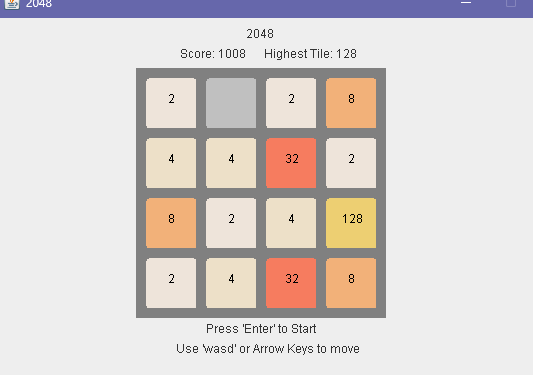 2048
2048
Score: 1008 Highest Tile: 128
2 2 8
4 4 32 2
8 2 4 128
2 4 32 8
Press 'Enter' to Start
Use 'wasd' or Arrow Keys to move